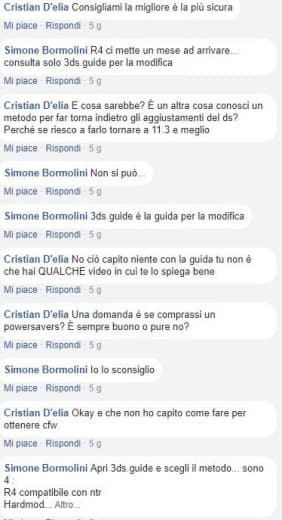 Cristian D'elia Consigliami la migliore è la più sicura
Mi piace · Rispondi · 5 g
Simone Bormolini R4 ci mette un mese ad arrivare...
consulta solo 3ds.guide per la modifica
Mi piace · Rispondi · 5 g
Cristian D'elia E cosa sarebbe? È un altra cosa conosci un
metodo per far torna indietro gli aggiustamenti del ds?
Perché se riesco a farlo tornare a 11.3 e meglio
Mi piace · Rispondi · 5 g
Simone Bormolini Non si può...
Mi piace · Rispondi · 5 g
Simone Bormolini 3ds.guide è la guida per la modifica
Mi piace · Rispondi · 5 g
Cristian D'elia No ciò capito niente con la guida tu non è
che hai QUALCHE video in cui te lo spiega bene
Mi piace · Rispondi · 5 g
Cristian D'elia Una domanda é se comprassi un
powersavers? È sempre buono o pure no?
Mi piace · Rispondi · 5 g
Simone Bormolini Io lo sconsiglio
Mi piace · Rispondi · 5 g
Cristian D'elia Okay e che non ho capito come fare per
ottenere cfw
Mi piace · Rispondi · 5 g
Simone Bormolini Apri 3ds.guide e scegli il metodo... sono
4 :
R4 compatibile con ntr
Hardmod... Altro...